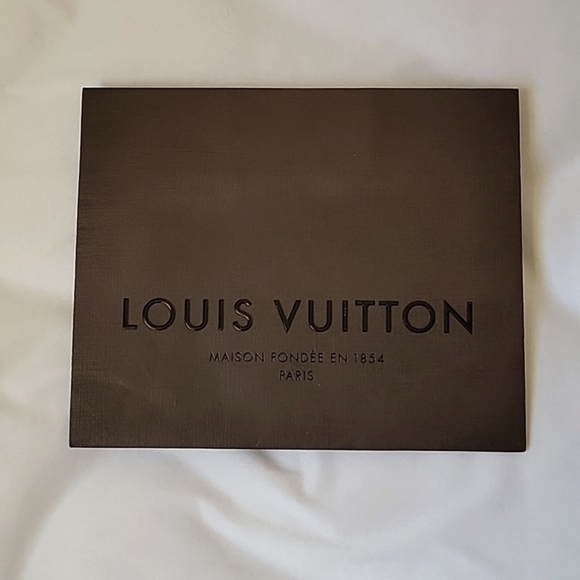 LOUIS VUITTON
MAISON FONDÉE EN 1854
PARIS